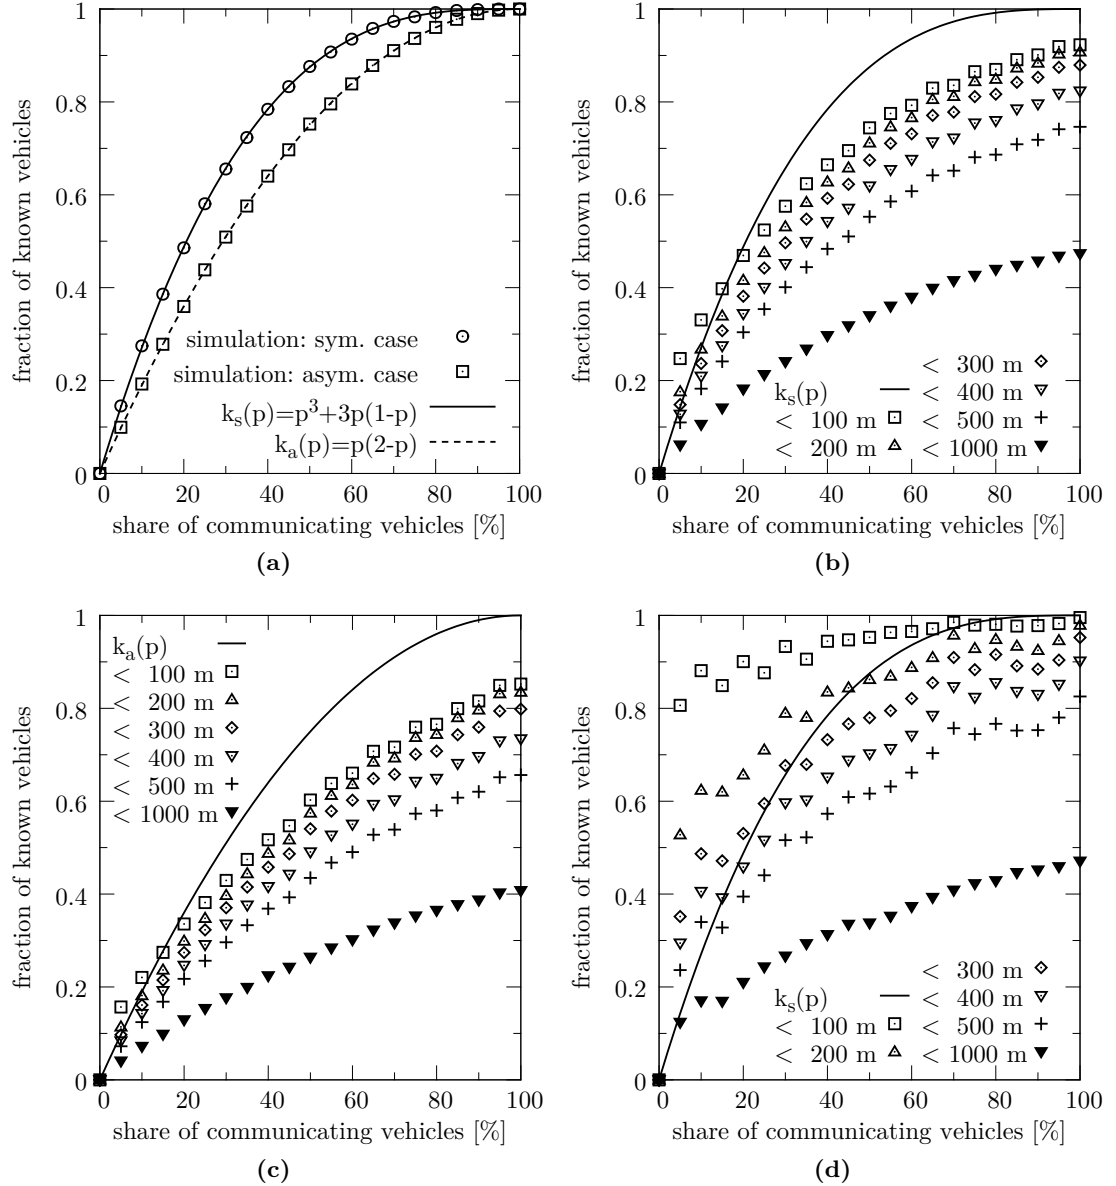 1
0.8
0.6
0.4
0.2
0
fraction of known vehicles
simulation: sym. case
simulation: asym. case
k_s(p)=p^3+3p(1-p)
k_a(p)=p(2-p)
0 20 40 60 80 100
share of communicating vehicles [%]
(a)
1
0.8
0.6
0.4
0.2
0
fraction of known vehicles
k_s(p)
< 100 m
< 200 m
< 300 m
< 400 m
< 500 m
< 1000 m
0 20 40 60 80 100
share of communicating vehicles [%]
(b)
1
0.8
0.6
0.4
0.2
0
fraction of known vehicles
k_a(p)
< 100 m
< 200 m
< 300 m
< 400 m
< 500 m
< 1000 m
0 20 40 60 80 100
share of communicating vehicles [%]
(c)
1
0.8
0.6
0.4
0.2
0
fraction of known vehicles
k_s(p)
< 100 m
< 200 m
< 300 m
< 400 m
< 500 m
< 1000 m
0 20 40 60 80 100
share of communicating vehicles [%]
(d)